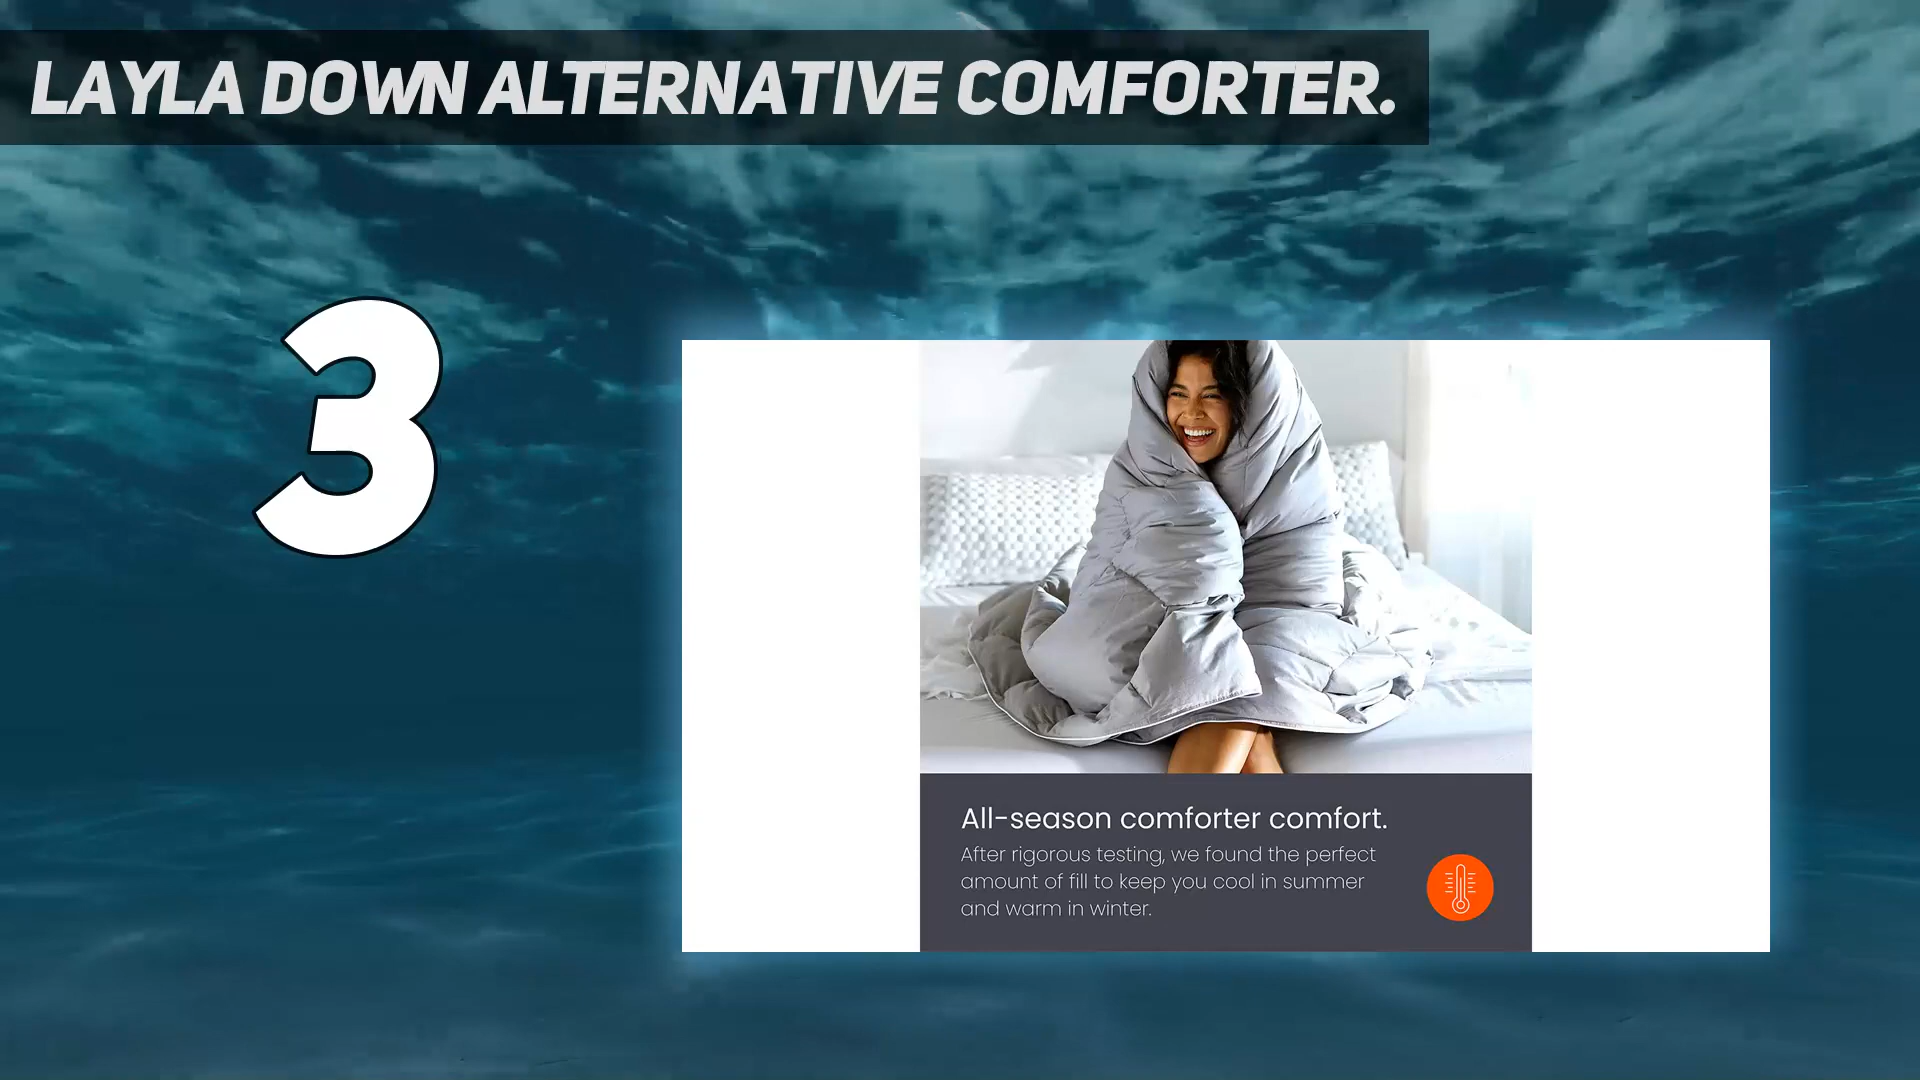 LAYLA DOWN ALTERNATIVE COMFORTER.
3
All-season comforter comfort.
After rigorous testing, we found the perfect
amount of fill to keep you cool in summer
and warm in winter.